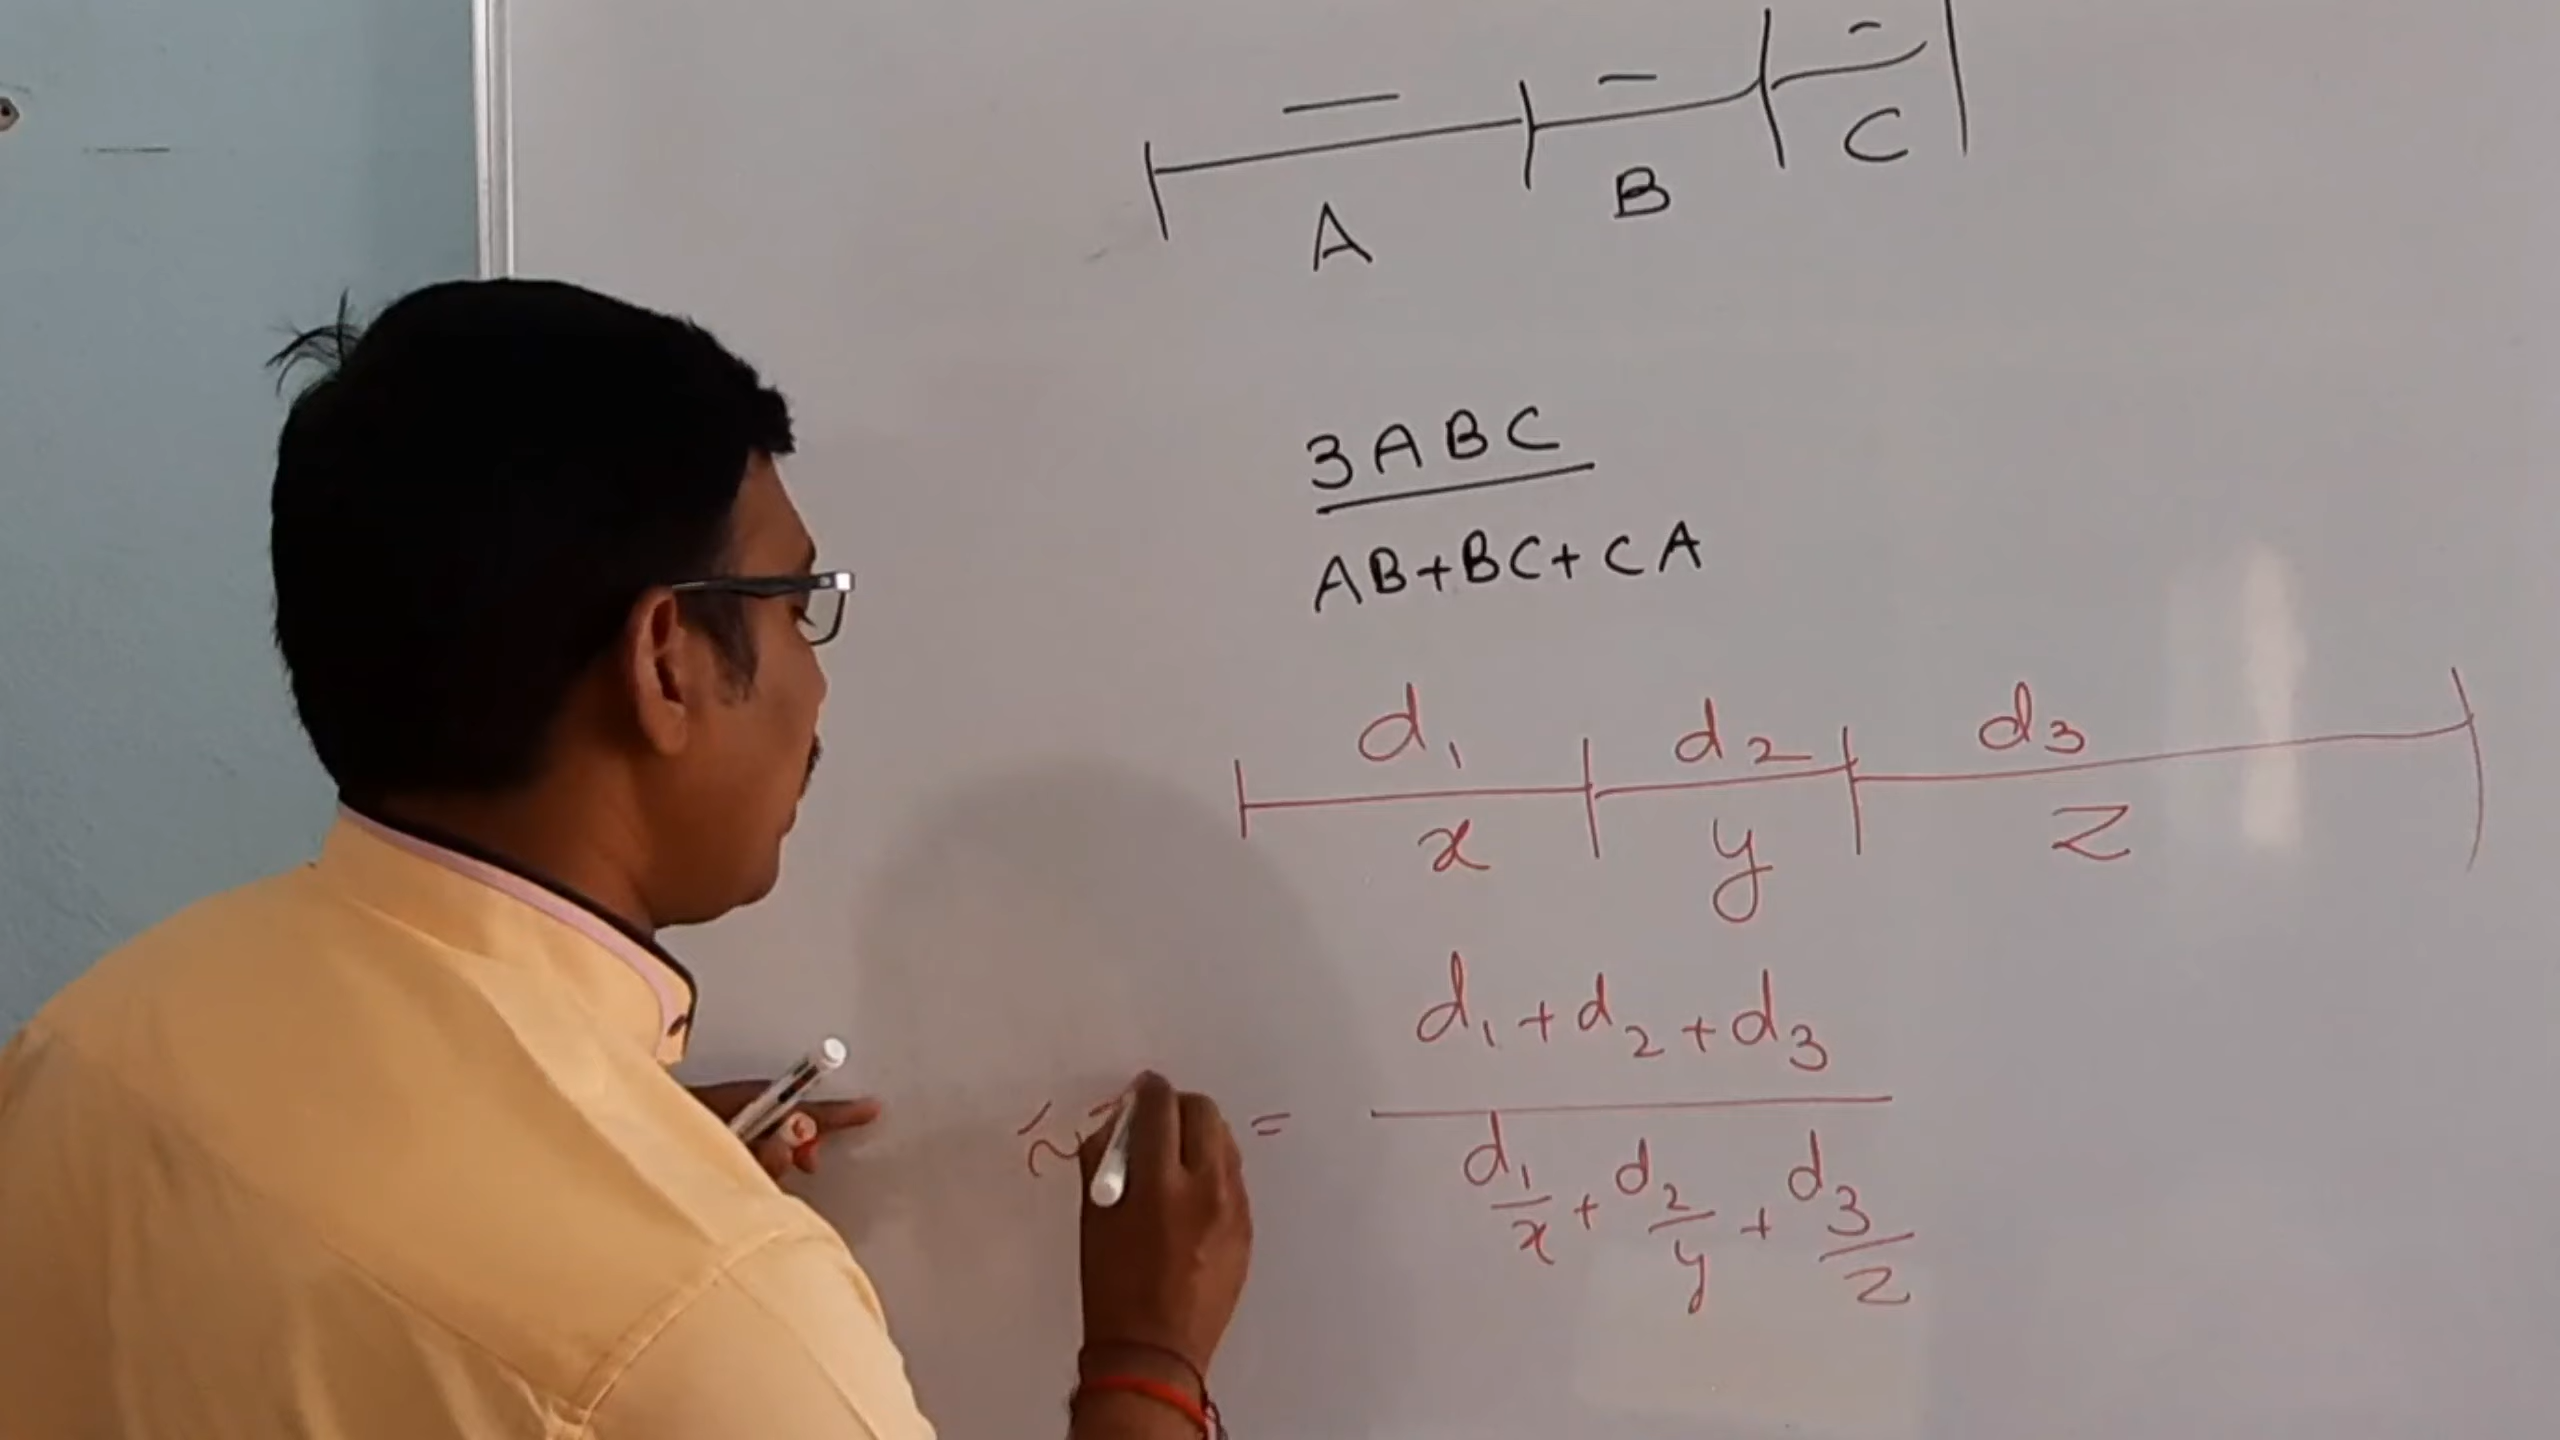 A B C
3ABC
AB+BC+CA
d₁ d₂ d₃
x y z
d₁+d₂+d₃
=
d₁/x + d₂/y + d₃/z